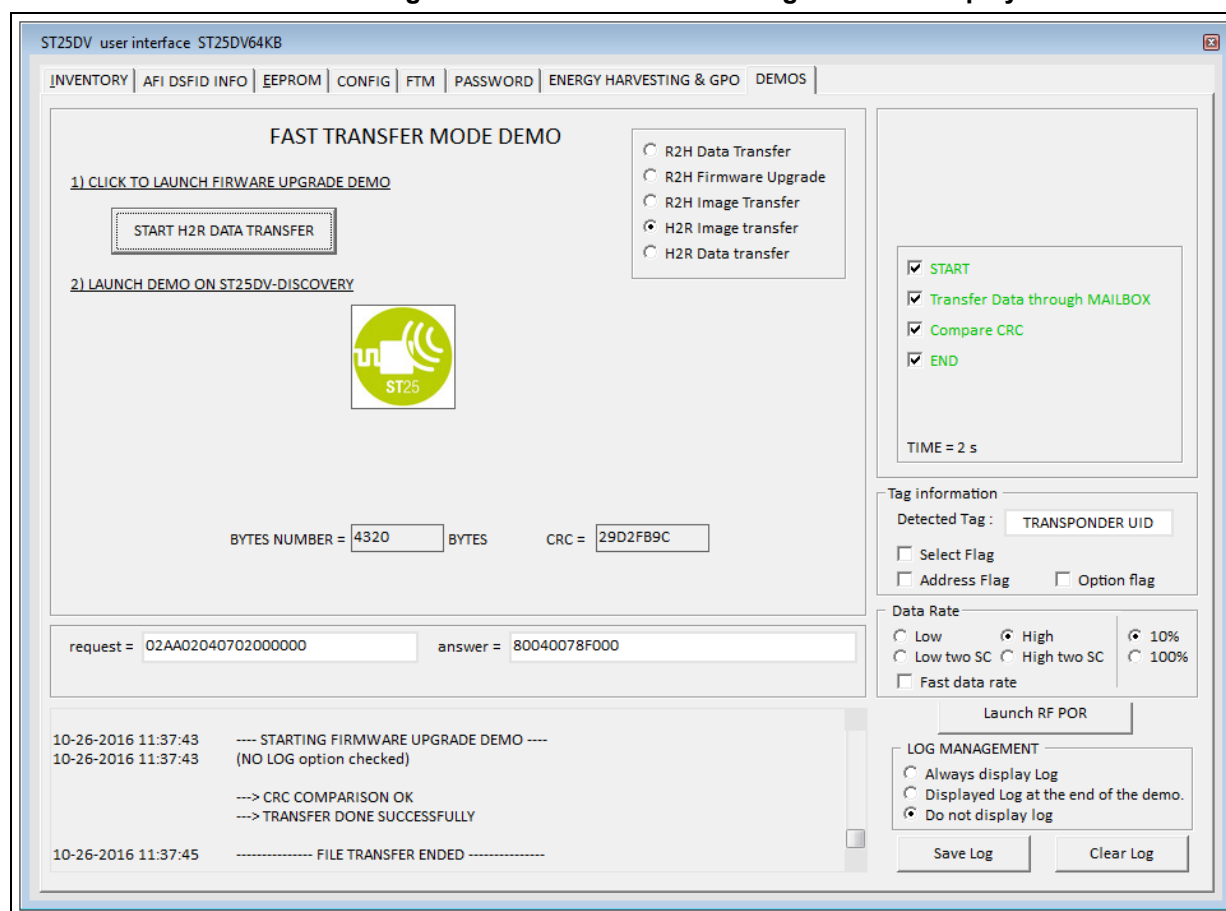 ST25DV user interface ST25DV64KB
INVENTORY AFI DSFID INFO EEPROM CONFIG FTM PASSWORD ENERGY HARVESTING & GPO DEMOS
FAST TRANSFER MODE DEMO
1) CLICK TO LAUNCH FIRWARE UPGRADE DEMO
START H2R DATA TRANSFER
2) LAUNCH DEMO ON ST25DV-DISCOVERY
ST25
R2H Data Transfer
R2H Firmware Upgrade
R2H Image Transfer
H2R Image transfer
H2R Data transfer
BYTES NUMBER = 4320 BYTES CRC = 29D2FB9C
request = 02AA02040702000000 answer = 80040078F000
10-26-2016 11:37:43 ---- STARTING FIRMWARE UPGRADE DEMO ----
10-26-2016 11:37:43 (NO LOG option checked)
---> CRC COMPARISON OK
---> TRANSFER DONE SUCCESSFULLY
10-26-2016 11:37:45 --------------- FILE TRANSFER ENDED ---------------
START
Transfer Data through MAILBOX
Compare CRC
END
TIME = 2 s
Tag information
Detected Tag : TRANSPONDER UID
Select Flag
Address Flag Option flag
Data Rate
Low High 10%
Low two SC High two SC 100%
Fast data rate
Launch RF POR
LOG MANAGEMENT
Always display Log
Displayed Log at the end of the demo.
Do not display log
Save Log Clear Log